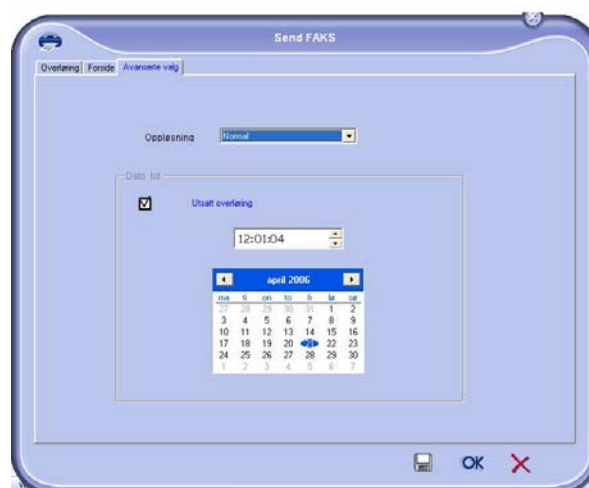 Send FAKS
Overføring Forside Avanserte valg
Oppløsning Normal
Dato tid
Utsatt overføring
12:01:04
april 2006
ma ti on to fr lø sø
27 28 29 30 31 1 2
3 4 5 6 7 8 9
10 11 12 13 14 15 16
17 18 19 20 21 22 23
24 25 26 27 28 29 30
1 2 3 4 5 6 7
OK